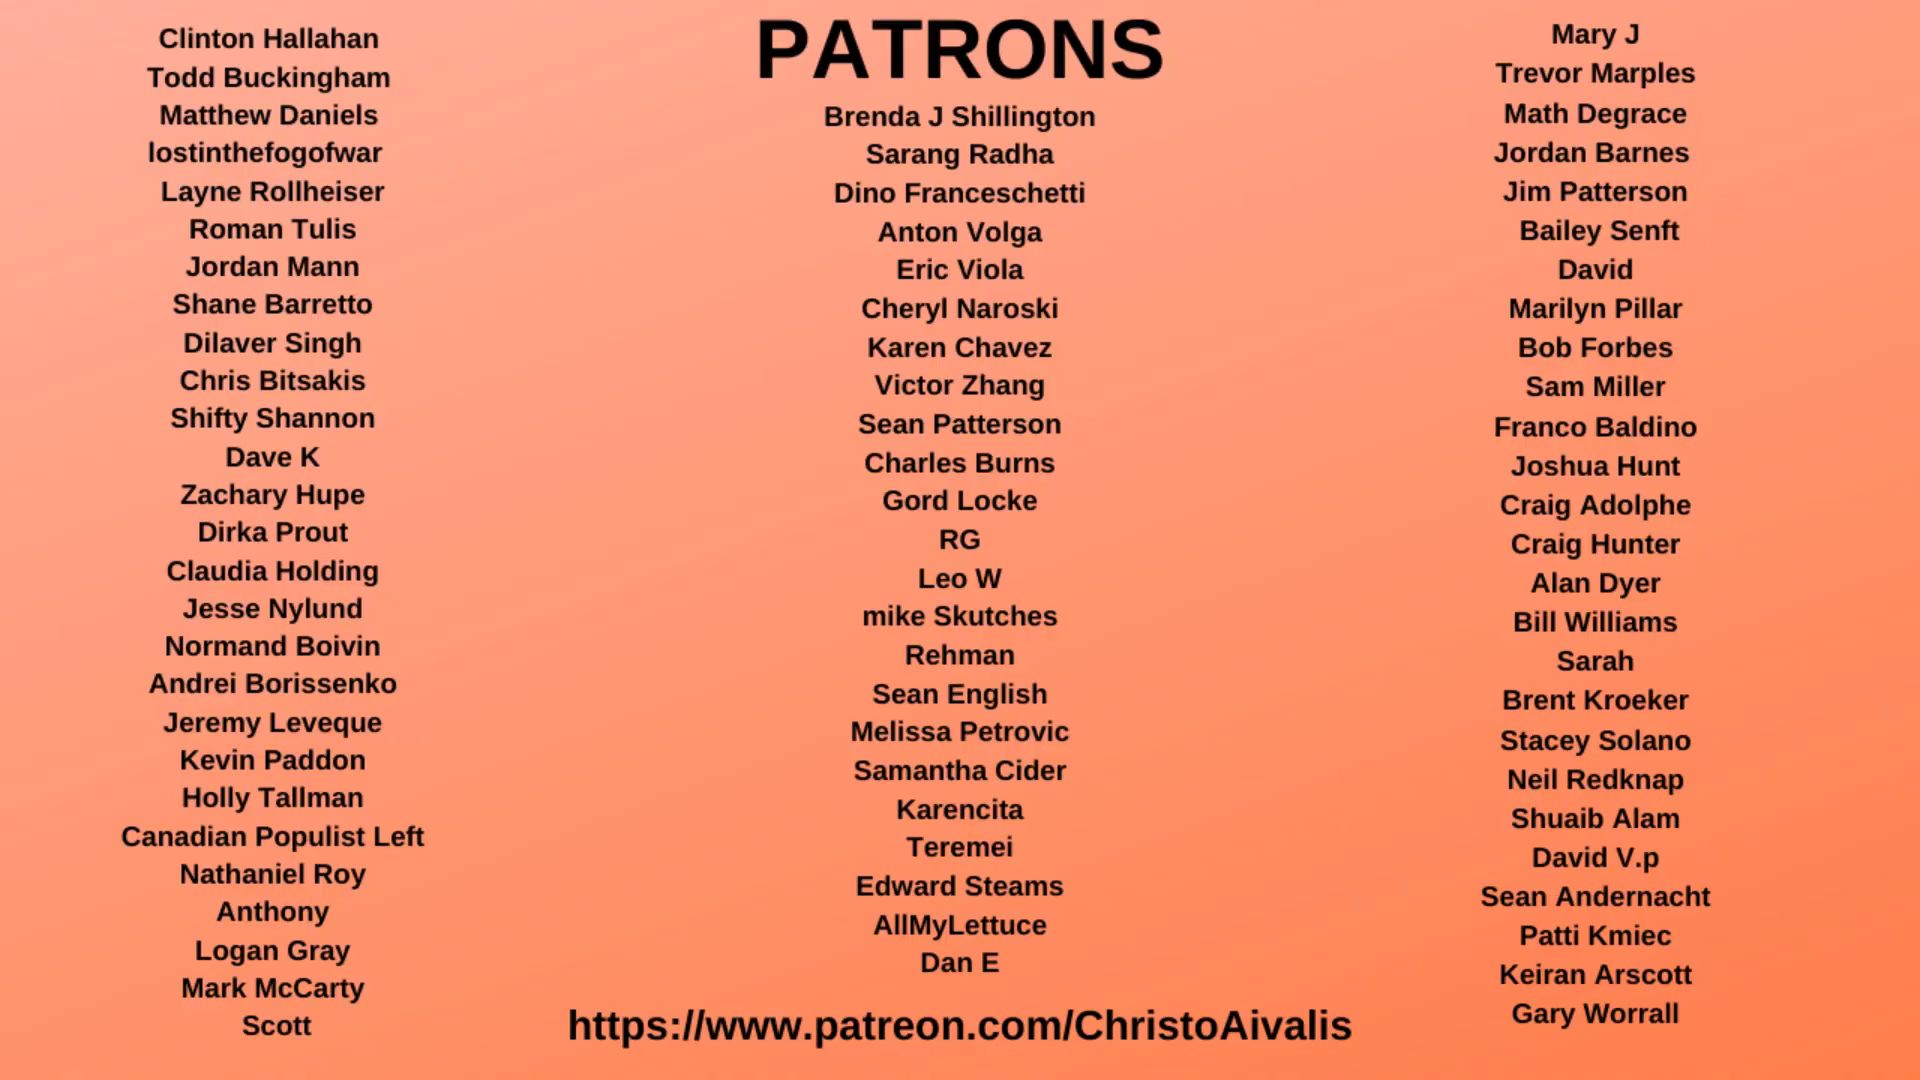 Clinton Hallahan
Todd Buckingham
Matthew Daniels
lostinthefogofwar
Layne Rollheiser
Roman Tulis
Jordan Mann
Shane Barretto
Dilaver Singh
Chris Bitsakis
Shifty Shannon
Dave K
Zachary Hupe
Dirka Prout
Claudia Holding
Jesse Nylund
Normand Boivin
Andrei Borissenko
Jeremy Leveque
Kevin Paddon
Holly Tallman
Canadian Populist Left
Nathaniel Roy
Anthony
Logan Gray
Mark McCarty
Scott
PATRONS
Brenda J Shillington
Sarang Radha
Dino Franceschetti
Anton Volga
Eric Viola
Cheryl Naroski
Karen Chavez
Victor Zhang
Sean Patterson
Charles Burns
Gord Locke
RG
Leo W
mike Skutches
Rehman
Sean English
Melissa Petrovic
Samantha Cider
Karencita
Teremei
Edward Steams
AllMyLettuce
Dan E
https://www.patreon.com/ChristoAivalis
Mary J
Trevor Marples
Math Degrace
Jordan Barnes
Jim Patterson
Bailey Senft
David
Marilyn Pillar
Bob Forbes
Sam Miller
Franco Baldino
Joshua Hunt
Craig Adolphe
Craig Hunter
Alan Dyer
Bill Williams
Sarah
Brent Kroeker
Stacey Solano
Neil Redknap
Shuaib Alam
David V.p
Sean Andernacht
Patti Kmiec
Keiran Arscott
Gary Worrall